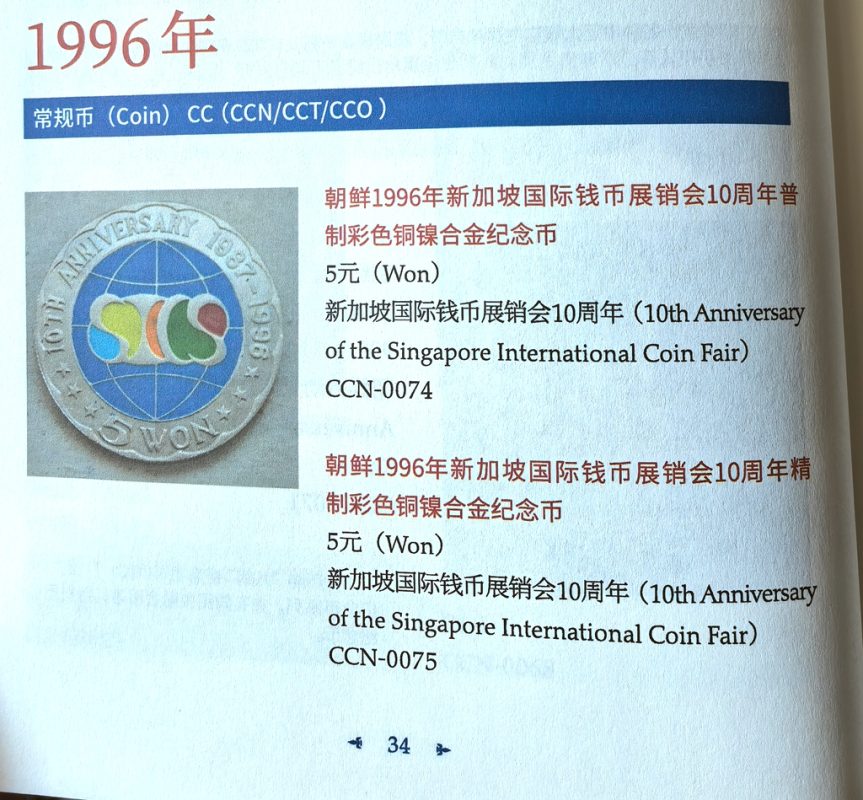 1996年
常规币（Coin） CC（CCN/CCT/CCO）
10TH ANNIVERSARY 1987-1996
SICS
5 WON
朝鲜1996年新加坡国际钱币展销会10周年普
制彩色铜镍合金纪念币
5元（Won）
新加坡国际钱币展销会10周年（10th Anniversary
of the Singapore International Coin Fair）
CCN-0074
朝鲜1996年新加坡国际钱币展销会10周年精
制彩色铜镍合金纪念币
5元（Won）
新加坡国际钱币展销会10周年（10th Anniversary
of the Singapore International Coin Fair）
CCN-0075
34